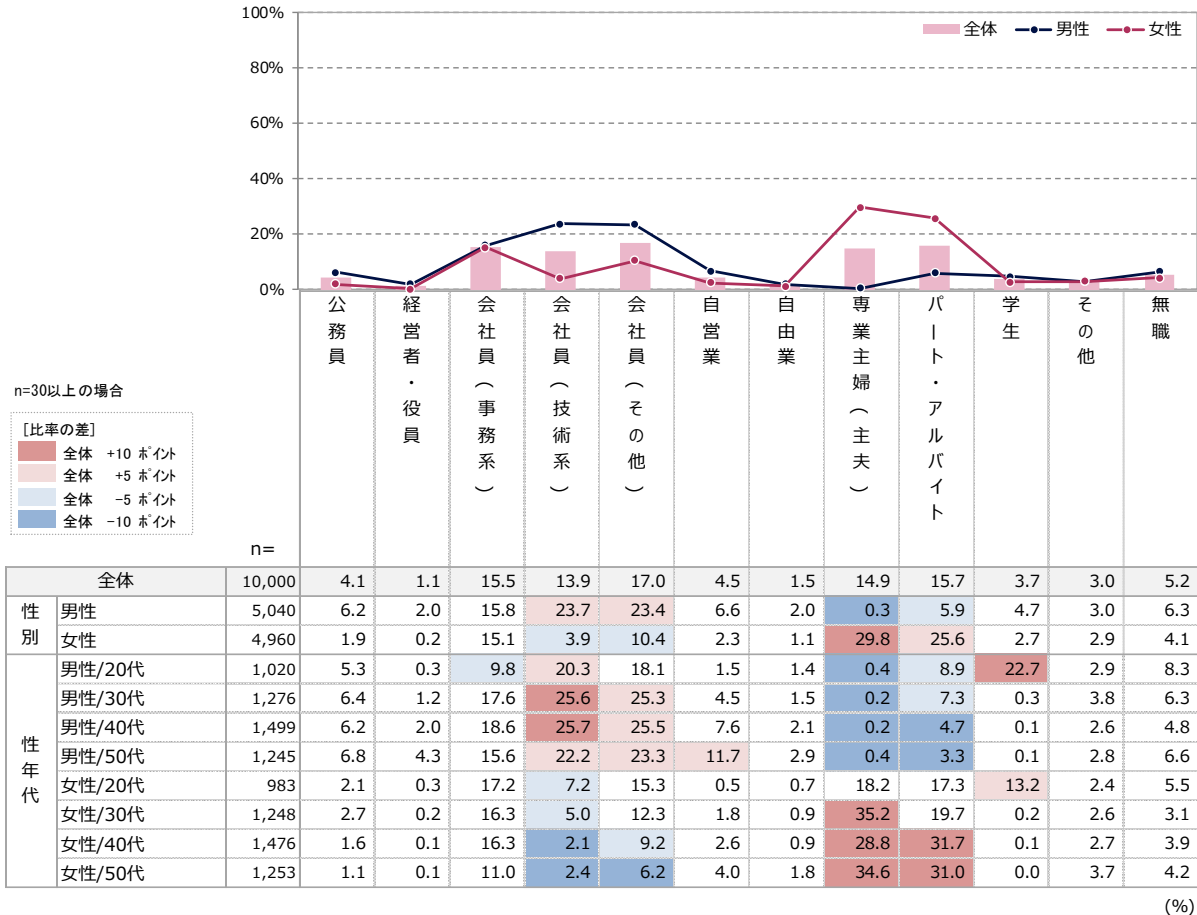 100%
全体 男性 女性
80%
60%
40%
20%
0%
公務員
経営者・役員
会社員(事務系)
会社員(技術系)
会社員(その他)
自営業
自由業
専業主婦(主夫)
パート・アルバイト
学生
その他
無職
n=30以上の場合
[比率の差]
全体 +10 ポイント
全体 +5 ポイント
全体 -5 ポイント
全体 -10 ポイント
n=
全体 10,000 4.1 1.1 15.5 13.9 17.0 4.5 1.5 14.9 15.7 3.7 3.0 5.2
性別
男性 5,040 6.2 2.0 15.8 23.7 23.4 6.6 2.0 0.3 5.9 4.7 3.0 6.3
女性 4,960 1.9 0.2 15.1 3.9 10.4 2.3 1.1 29.8 25.6 2.7 2.9 4.1
性年代
男性/20代 1,020 5.3 0.3 9.8 20.3 18.1 1.5 1.4 0.4 8.9 22.7 2.9 8.3
男性/30代 1,276 6.4 1.2 17.6 25.6 25.3 4.5 1.5 0.2 7.3 0.3 3.8 6.3
男性/40代 1,499 6.2 2.0 18.6 25.7 25.5 7.6 2.1 0.2 4.7 0.1 2.6 4.8
男性/50代 1,245 6.8 4.3 15.6 22.2 23.3 11.7 2.9 0.4 3.3 0.1 2.8 6.6
女性/20代 983 2.1 0.3 17.2 7.2 15.3 0.5 0.7 18.2 17.3 13.2 2.4 5.5
女性/30代 1,248 2.7 0.2 16.3 5.0 12.3 1.8 0.9 35.2 19.7 0.2 2.6 3.1
女性/40代 1,476 1.6 0.1 16.3 2.1 9.2 2.6 0.9 28.8 31.7 0.1 2.7 3.9
女性/50代 1,253 1.1 0.1 11.0 2.4 6.2 4.0 1.8 34.6 31.0 0.0 3.7 4.2
(%)